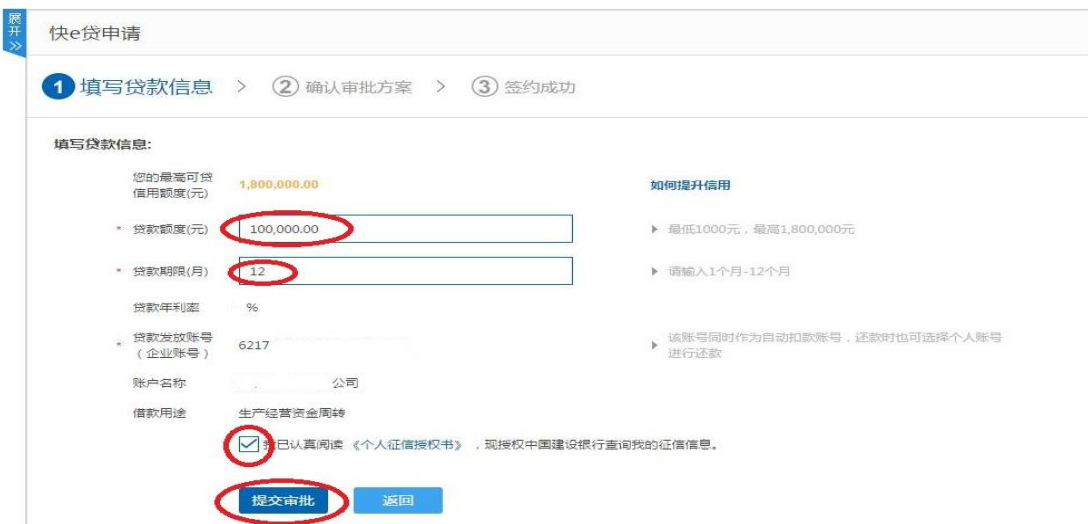 展开 >>
快e贷申请
1 填写贷款信息 > 2 确认审批方案 > 3 签约成功
填写贷款信息:
您的最高可贷
信用额度(元) 1,800,000.00 如何提升信用
* 贷款额度(元) 100,000.00 最低1000元，最高1,800,000元
* 贷款期限(月) 12 请输入1个月-12个月
贷款年利率 %
* 贷款发放账号
（企业账号） 6217 该账号同时作为自动扣款账号，还款时也可选择个人账号
进行还款
账户名称 公司
借款用途 生产经营资金周转
我已认真阅读《个人征信授权书》，现授权中国建设银行查询我的征信信息。
提交审批 返回